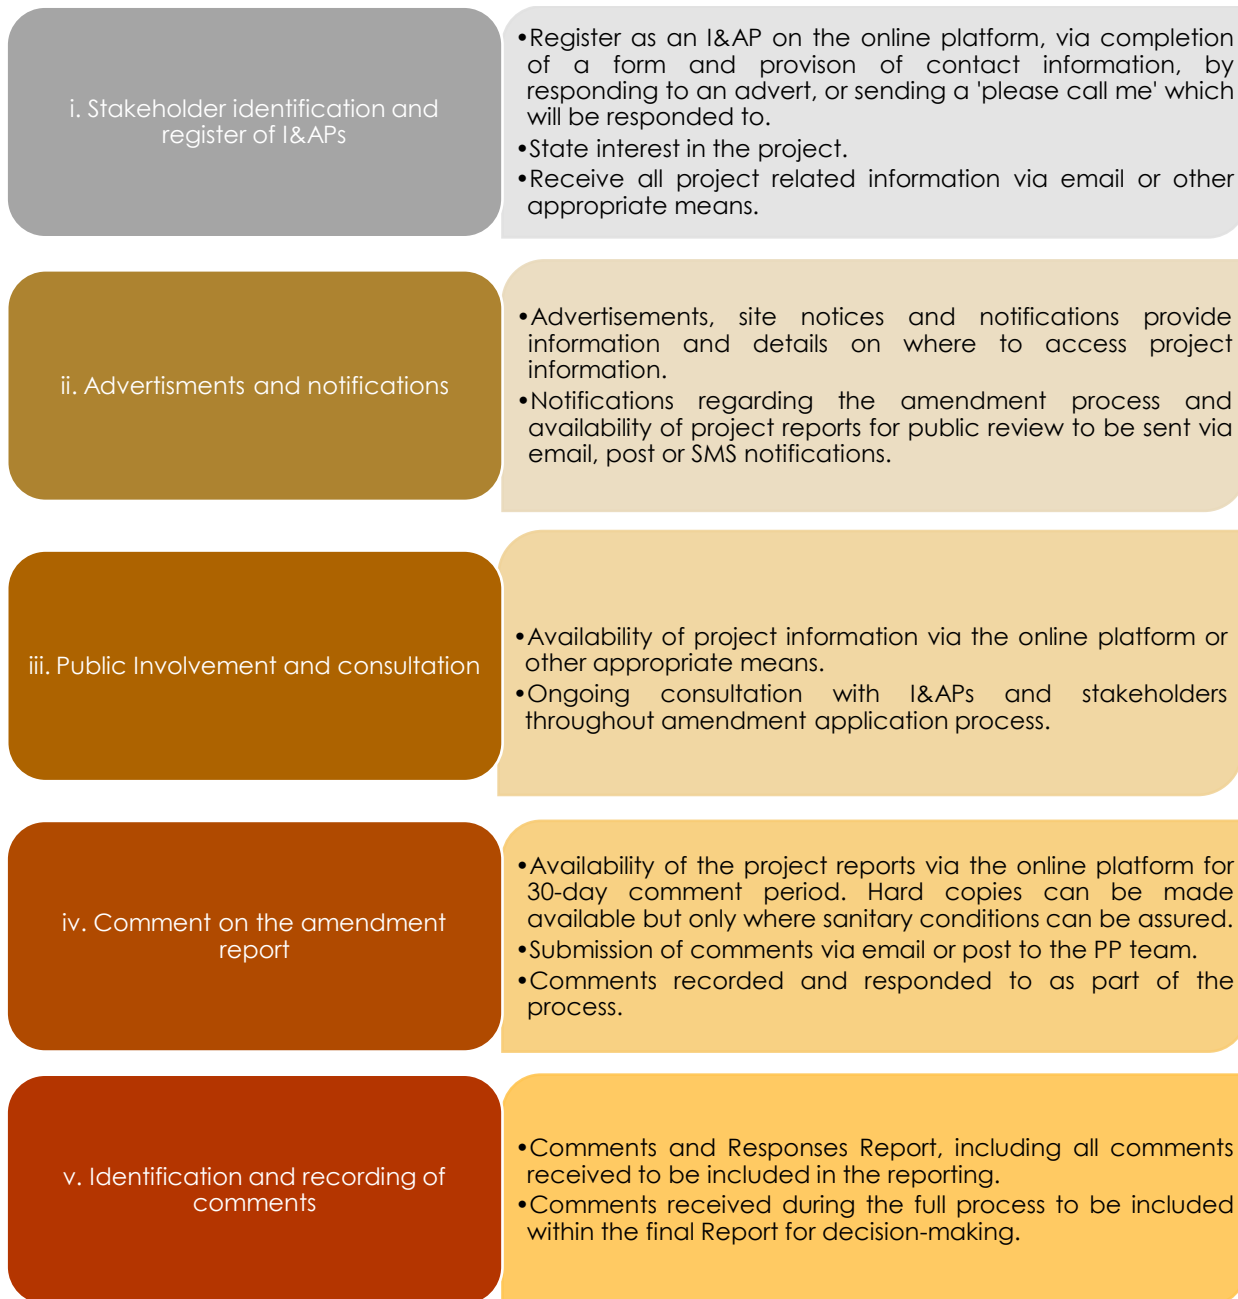 i. Stakeholder identification and
register of I&APs
•Register as an I&AP on the online platform, via completion
of a form and provison of contact information, by
responding to an advert, or sending a 'please call me' which
will be responded to.
•State interest in the project.
•Receive all project related information via email or other
appropriate means.
ii. Advertisments and notifications
•Advertisements, site notices and notifications provide
information and details on where to access project
information.
•Notifications regarding the amendment process and
availability of project reports for public review to be sent via
email, post or SMS notifications.
iii. Public Involvement and consultation
•Availability of project information via the online platform or
other appropriate means.
•Ongoing consultation with I&APs and stakeholders
throughout amendment application process.
iv. Comment on the amendment
report
•Availability of the project reports via the online platform for
30-day comment period. Hard copies can be made
available but only where sanitary conditions can be assured.
•Submission of comments via email or post to the PP team.
•Comments recorded and responded to as part of the
process.
v. Identification and recording of
comments
•Comments and Responses Report, including all comments
received to be included in the reporting.
•Comments received during the full process to be included
within the final Report for decision-making.